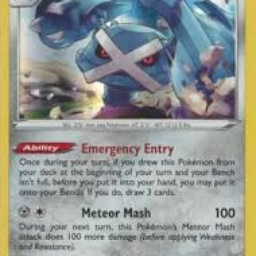 Ability Emergency Entry
Once during your turn, if you drew this Pokémon from
your deck at the beginning of your turn and your Bench
isn't full, before you put it into your hand, you may put it
onto your Bench. If you do, draw 3 cards.
Meteor Mash 100
During your next turn, this Pokémon's Meteor Mash
attack does 100 more damage (before applying Weakness
and Resistance).